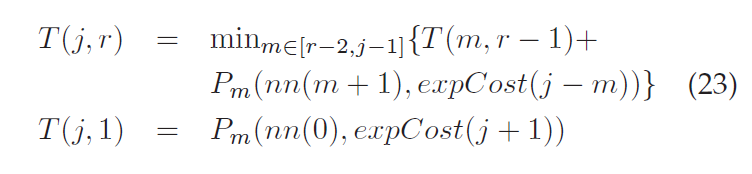 T(j, r) = min_{m∈[r−2,j−1]}{T(m, r − 1)+
P_m(nn(m + 1), expCost(j − m))} (23)
T(j, 1) = P_m(nn(0), expCost(j + 1))